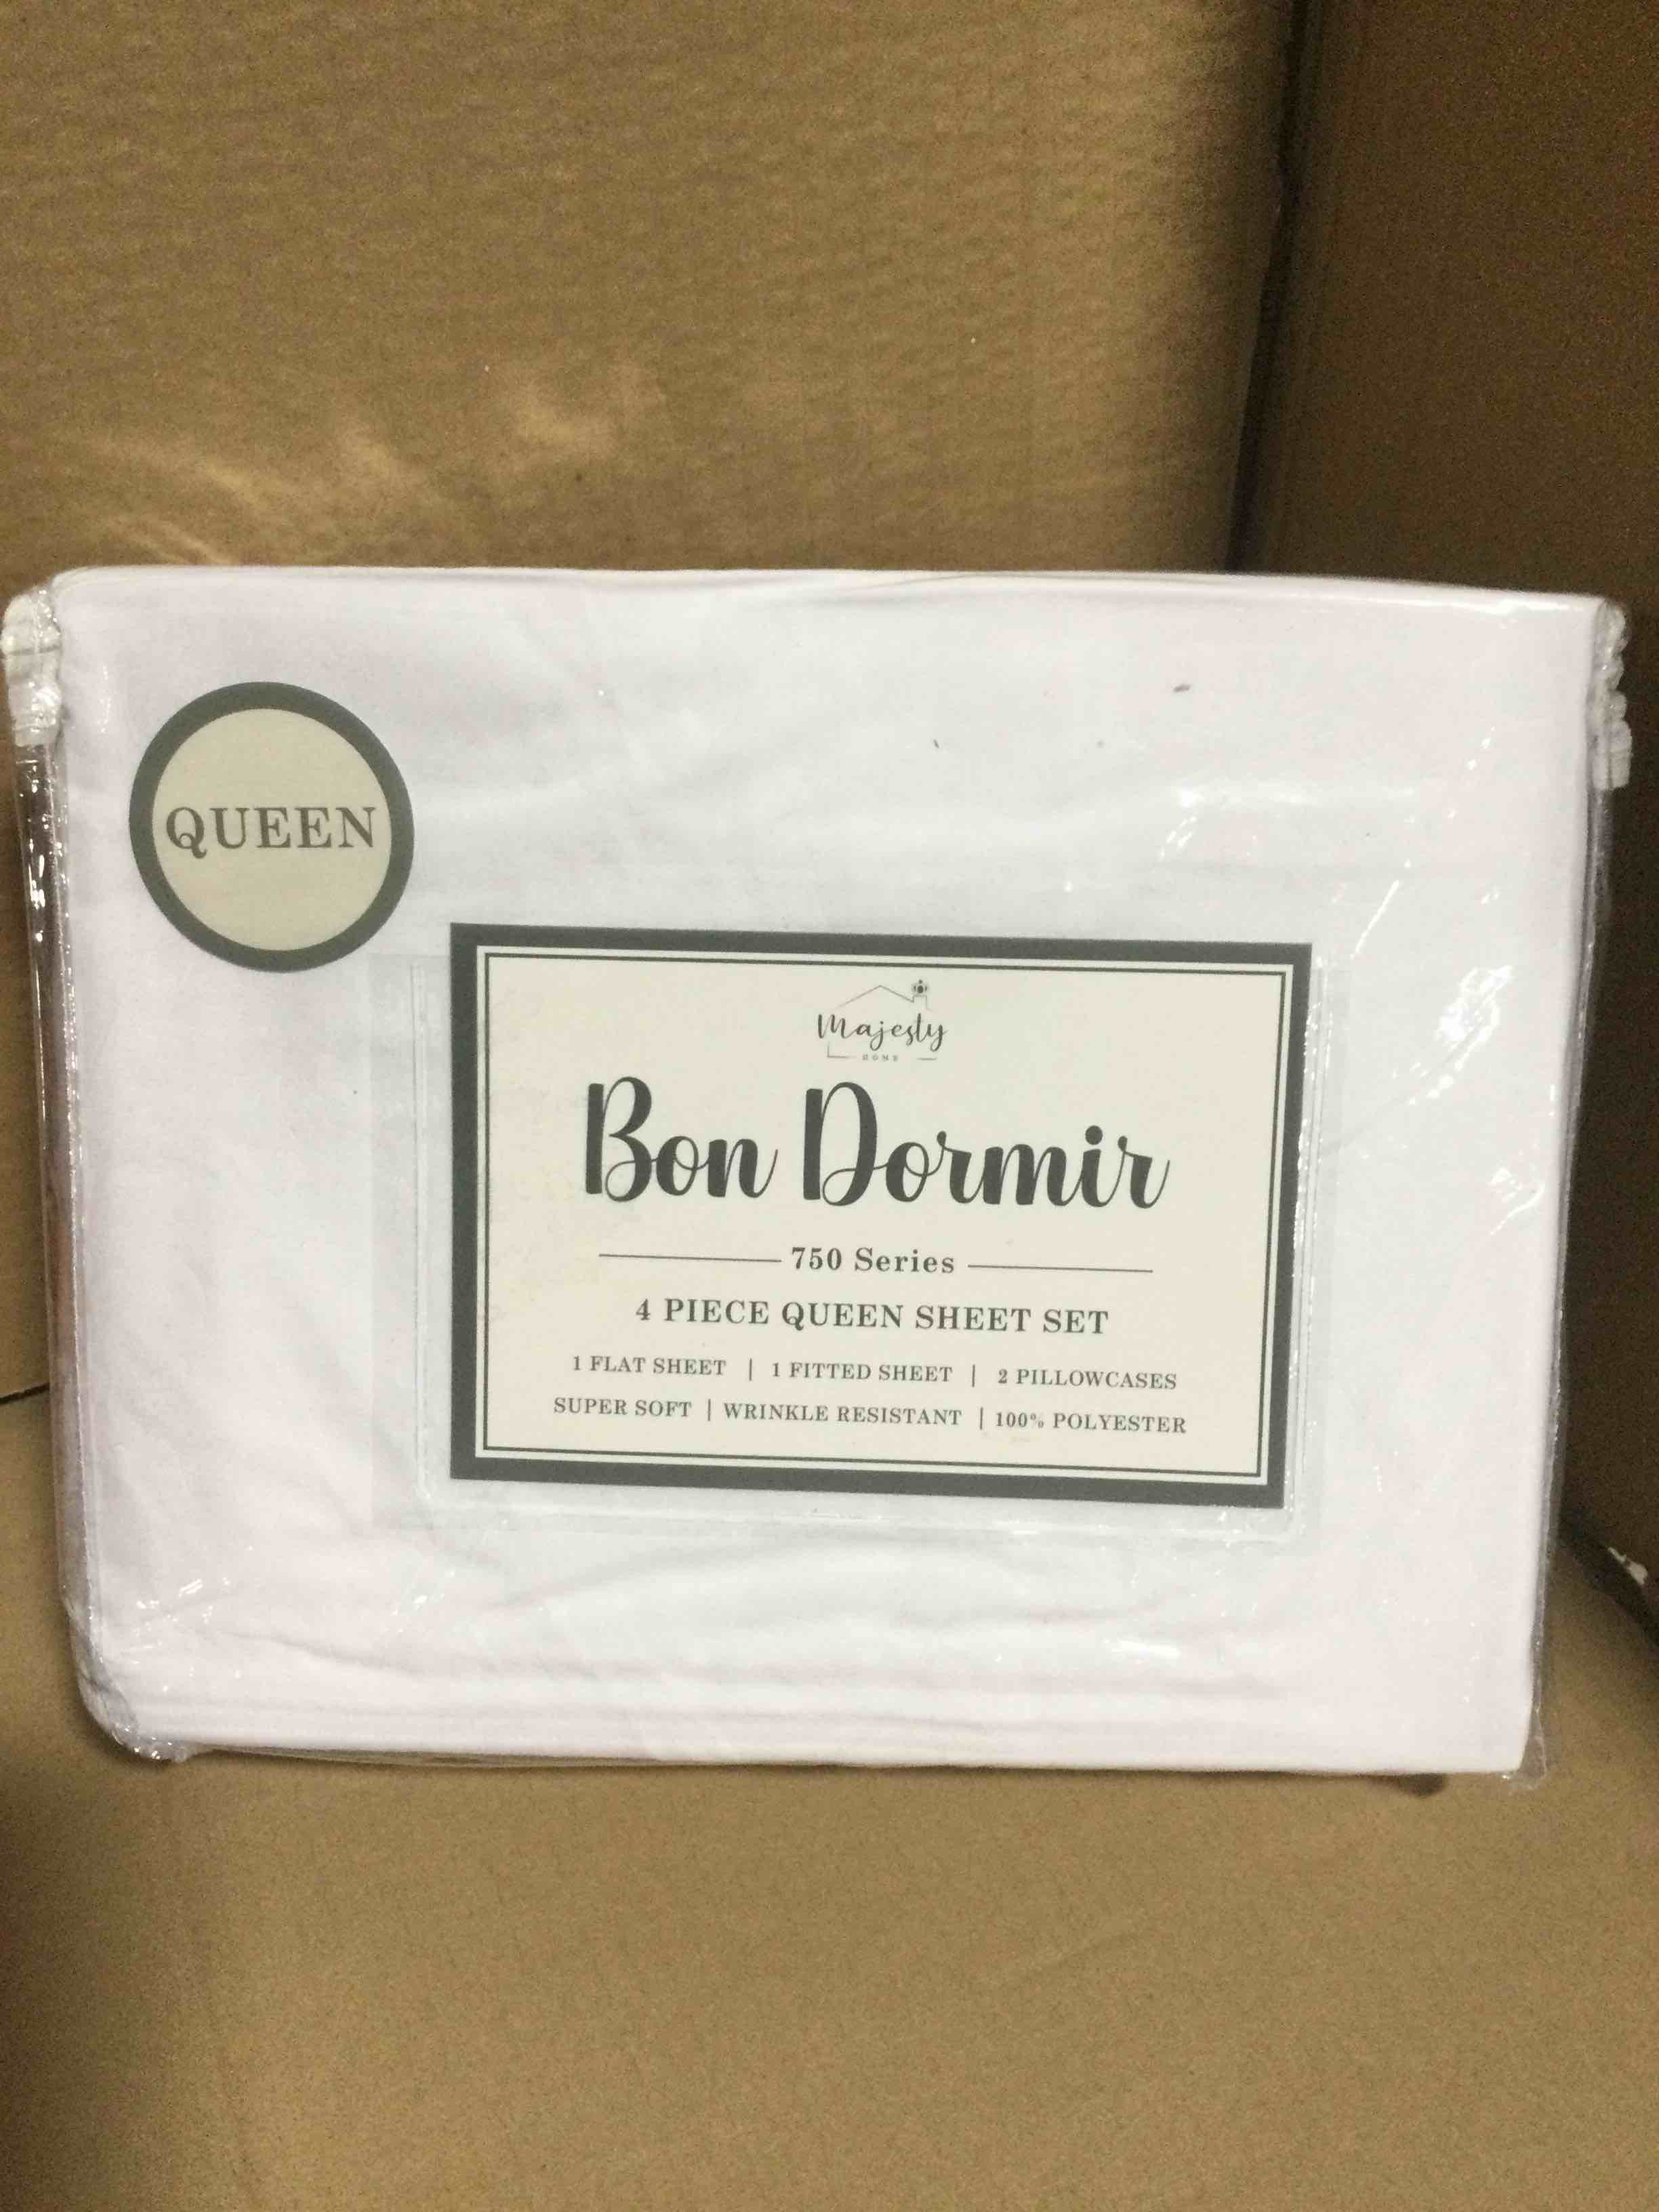 QUEEN
Majesty
HOME
Bon Dormir
750 Series
4 PIECE QUEEN SHEET SET
1 FLAT SHEET | 1 FITTED SHEET | 2 PILLOWCASES
SUPER SOFT | WRINKLE RESISTANT | 100% POLYESTER